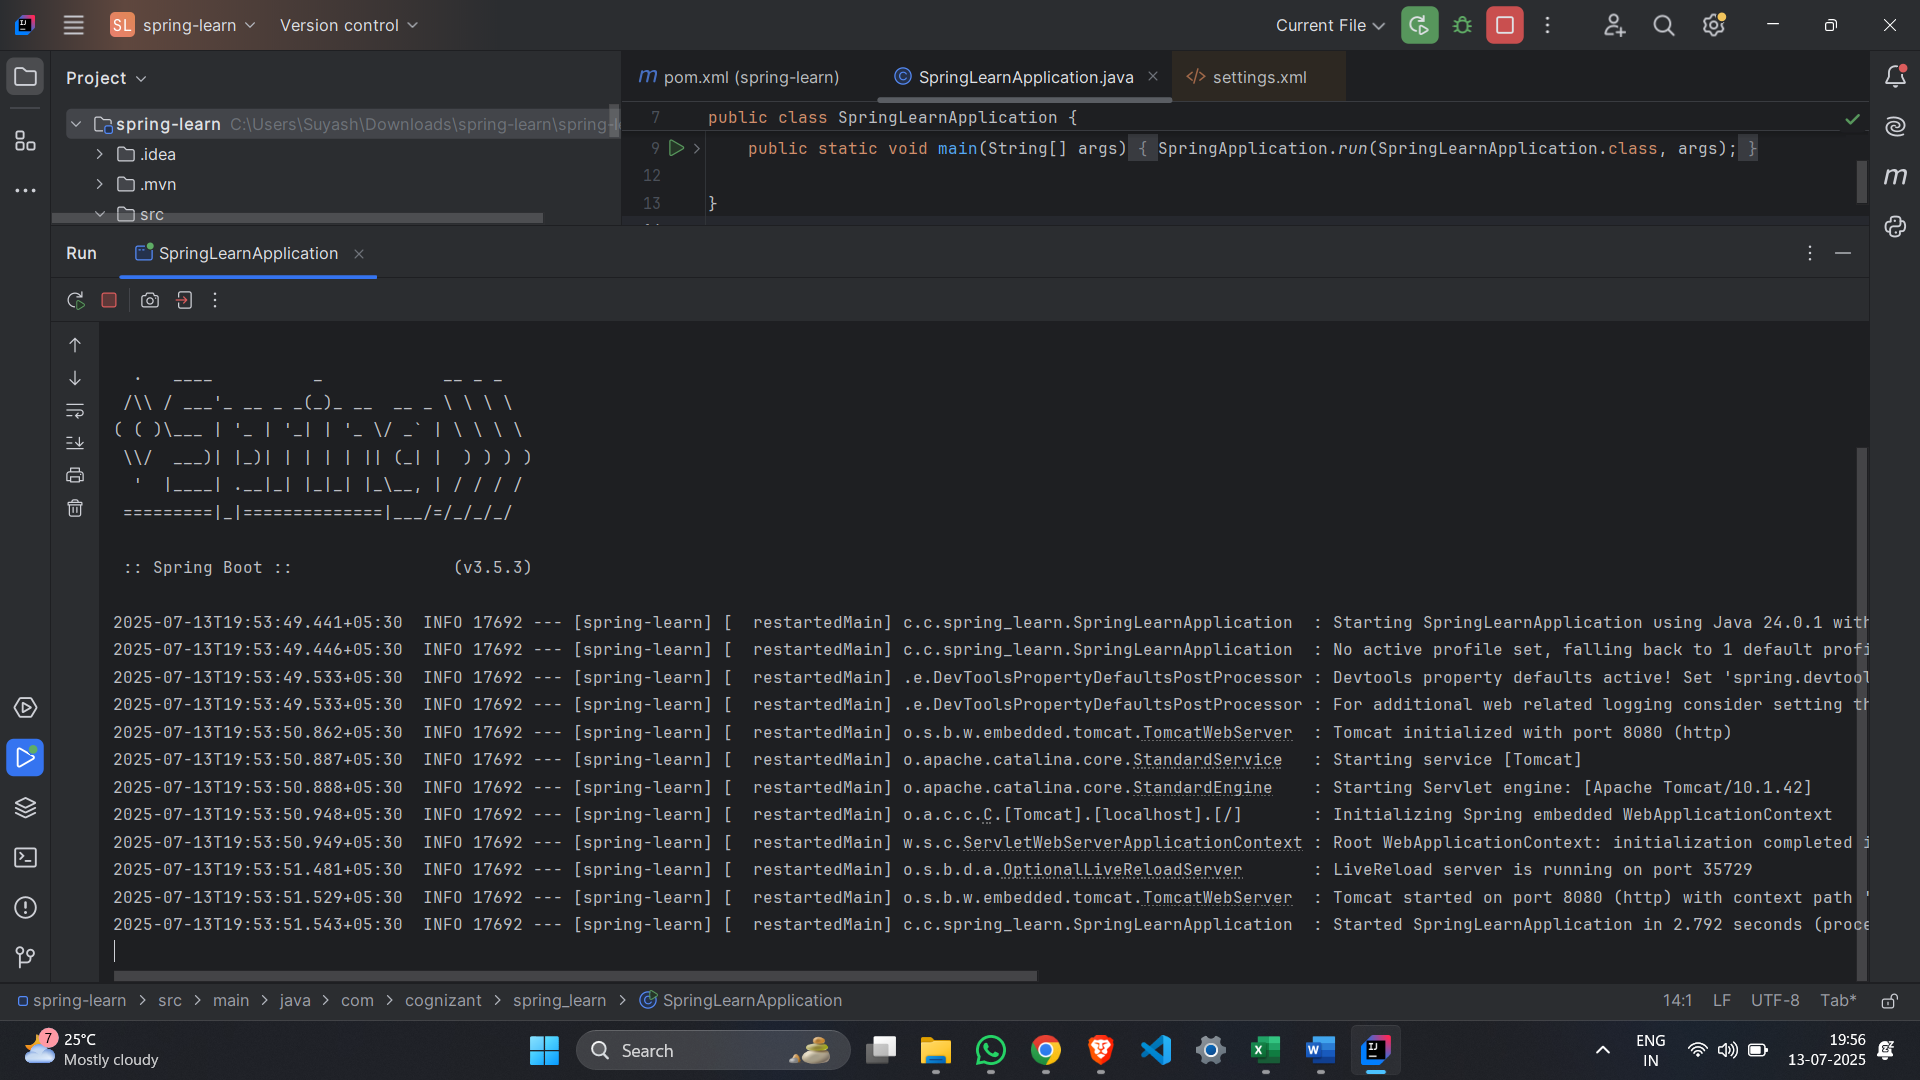 SL spring-learn Version control Current File
Project
pom.xml (spring-learn) SpringLearnApplication.java settings.xml
spring-learn C:\Users\Suyash\Downloads\spring-learn\spring-l
.idea
.mvn
src
7 public class SpringLearnApplication {
9 public static void main(String[] args) { SpringApplication.run(SpringLearnApplication.class, args); }
12
13 }
Run SpringLearnApplication
  .   ____          _            __ _ _
 /\\ / ___'_ __ _ _(_)_ __  __ _ \ \ \ \
( ( )\___ | '_ | '_| | '_ \/ _` | \ \ \ \
 \\/  ___)| |_)| | | | | || (_| |  ) ) ) )
  '  |____| .__|_| |_|_| |_\__, | / / / /
 =========|_|==============|___/=/_/_/_/
:: Spring Boot :: (v3.5.3)
2025-07-13T19:53:49.441+05:30 INFO 17692 --- [spring-learn] [ restartedMain] c.c.spring_learn.SpringLearnApplication : Starting SpringLearnApplication using Java 24.0.1 with
2025-07-13T19:53:49.446+05:30 INFO 17692 --- [spring-learn] [ restartedMain] c.c.spring_learn.SpringLearnApplication : No active profile set, falling back to 1 default profi
2025-07-13T19:53:49.533+05:30 INFO 17692 --- [spring-learn] [ restartedMain] .e.DevToolsPropertyDefaultsPostProcessor : Devtools property defaults active! Set 'spring.devtool
2025-07-13T19:53:49.533+05:30 INFO 17692 --- [spring-learn] [ restartedMain] .e.DevToolsPropertyDefaultsPostProcessor : For additional web related logging consider setting th
2025-07-13T19:53:50.862+05:30 INFO 17692 --- [spring-learn] [ restartedMain] o.s.b.w.embedded.tomcat.TomcatWebServer : Tomcat initialized with port 8080 (http)
2025-07-13T19:53:50.887+05:30 INFO 17692 --- [spring-learn] [ restartedMain] o.apache.catalina.core.StandardService : Starting service [Tomcat]
2025-07-13T19:53:50.888+05:30 INFO 17692 --- [spring-learn] [ restartedMain] o.apache.catalina.core.StandardEngine : Starting Servlet engine: [Apache Tomcat/10.1.42]
2025-07-13T19:53:50.948+05:30 INFO 17692 --- [spring-learn] [ restartedMain] o.a.c.c.C.[Tomcat].[localhost].[/] : Initializing Spring embedded WebApplicationContext
2025-07-13T19:53:50.949+05:30 INFO 17692 --- [spring-learn] [ restartedMain] w.s.c.ServletWebServerApplicationContext : Root WebApplicationContext: initialization completed i
2025-07-13T19:53:51.481+05:30 INFO 17692 --- [spring-learn] [ restartedMain] o.s.b.d.a.OptionalLiveReloadServer : LiveReload server is running on port 35729
2025-07-13T19:53:51.529+05:30 INFO 17692 --- [spring-learn] [ restartedMain] o.s.b.w.embedded.tomcat.TomcatWebServer : Tomcat started on port 8080 (http) with context path '
2025-07-13T19:53:51.543+05:30 INFO 17692 --- [spring-learn] [ restartedMain] c.c.spring_learn.SpringLearnApplication : Started SpringLearnApplication in 2.792 seconds (proce
spring-learn > src > main > java > com > cognizant > spring_learn > SpringLearnApplication 14:1 LF UTF-8 Tab*
7 25°C
Mostly cloudy
Search
ENG
IN
19:56
13-07-2025